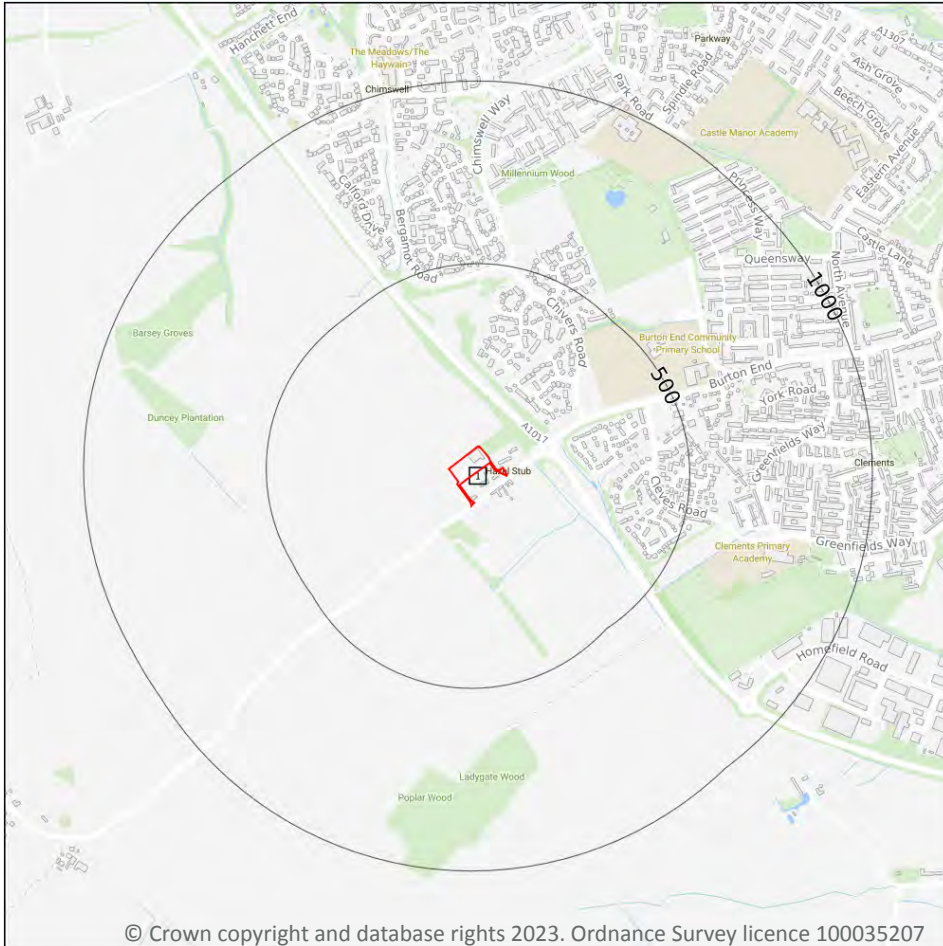 Hanchett End
Parkway
A1307
The Meadows/The
Haywain
Chimswell
Park Road
Spindle Road
Ash Grove
Beech Grove
Chimswell Way
Castle Manor Academy
Eastern Avenue
Millennium Wood
Calford Drive
Bergamot Road
Princess Way
Castle Lane
Queensway
North Avenue
1000
Chivers Road
Barsey Groves
Burton End Community
Primary School
Burton End
500
York Road
Duncey Plantation
Greenfields Way
A1017
Clements
1
Hazel Stub
Cleves Road
Greenfields Way
Clements Primary
Academy
Homefield Road
Ladygate Wood
Poplar Wood
© Crown copyright and database rights 2023. Ordnance Survey licence 100035207